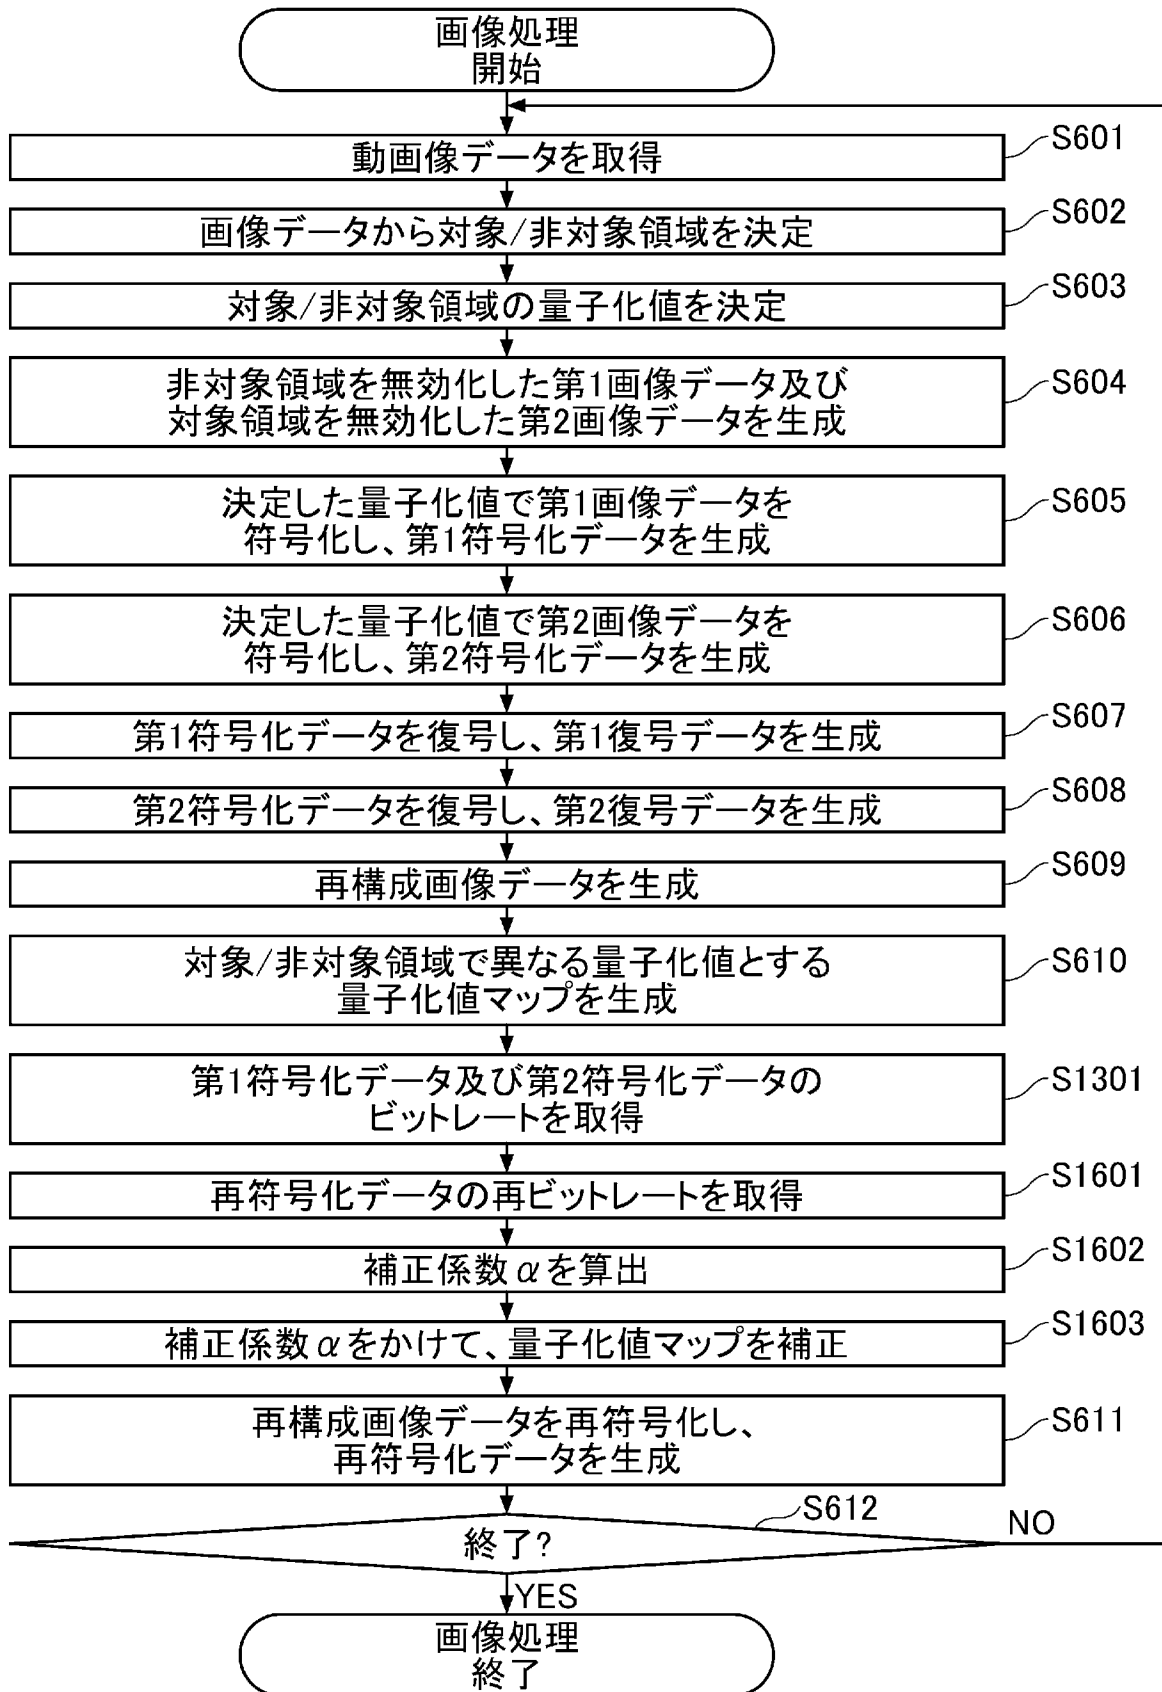 画像処理
開始
動画像データを取得
S601
画像データから対象/非対象領域を決定
S602
対象/非対象領域の量子化値を決定
S603
非対象領域を無効化した第1画像データ及び
対象領域を無効化した第2画像データを生成
S604
決定した量子化値で第1画像データを
符号化し、第1符号化データを生成
S605
決定した量子化値で第2画像データを
符号化し、第2符号化データを生成
S606
第1符号化データを復号し、第1復号データを生成
S607
第2符号化データを復号し、第2復号データを生成
S608
再構成画像データを生成
S609
対象/非対象領域で異なる量子化値とする
量子化値マップを生成
S610
第1符号化データ及び第2符号化データの
ビットレートを取得
S1301
再符号化データの再ビットレートを取得
S1601
補正係数αを算出
S1602
補正係数αをかけて、量子化値マップを補正
S1603
再構成画像データを再符号化し、
再符号化データを生成
S611
終了?
S612
NO
YES
画像処理
終了